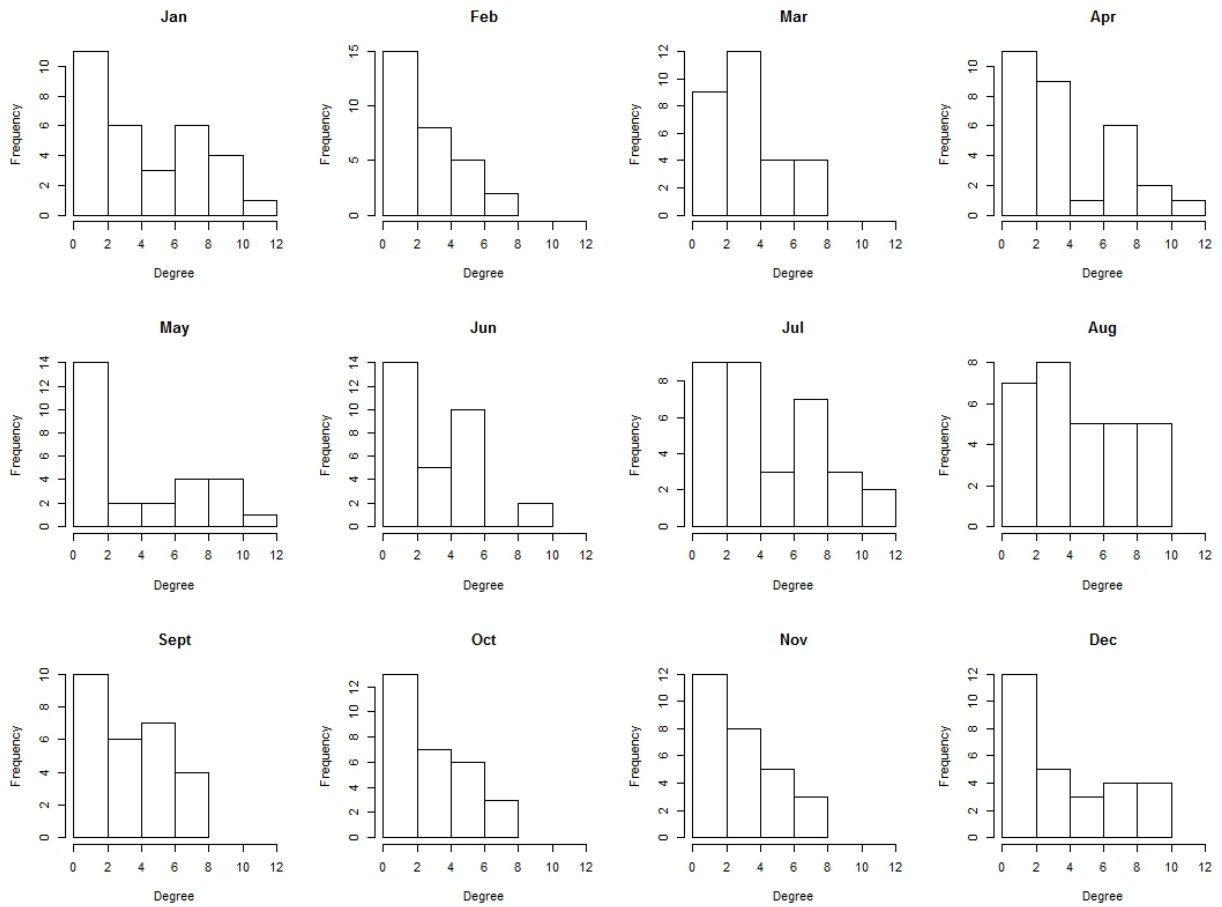 Jan Feb Mar Apr
Frequency 0 2 4 6 8 10 Frequency 0 5 10 15 Frequency 0 2 4 6 8 10 12 Frequency 0 2 4 6 8 10
0 2 4 6 8 10 12 0 2 4 6 8 10 12 0 2 4 6 8 10 12 0 2 4 6 8 10 12
Degree Degree Degree Degree
May Jun Jul Aug
Frequency 0 2 4 6 8 10 12 14 Frequency 0 2 4 6 8 10 12 14 Frequency 0 2 4 6 8 Frequency 0 2 4 6 8
0 2 4 6 8 10 12 0 2 4 6 8 10 12 0 2 4 6 8 10 12 0 2 4 6 8 10 12
Degree Degree Degree Degree
Sept Oct Nov Dec
Frequency 0 2 4 6 8 10 Frequency 0 2 4 6 8 10 12 Frequency 0 2 4 6 8 10 12 Frequency 0 2 4 6 8 10 12
0 2 4 6 8 10 12 0 2 4 6 8 10 12 0 2 4 6 8 10 12 0 2 4 6 8 10 12
Degree Degree Degree Degree